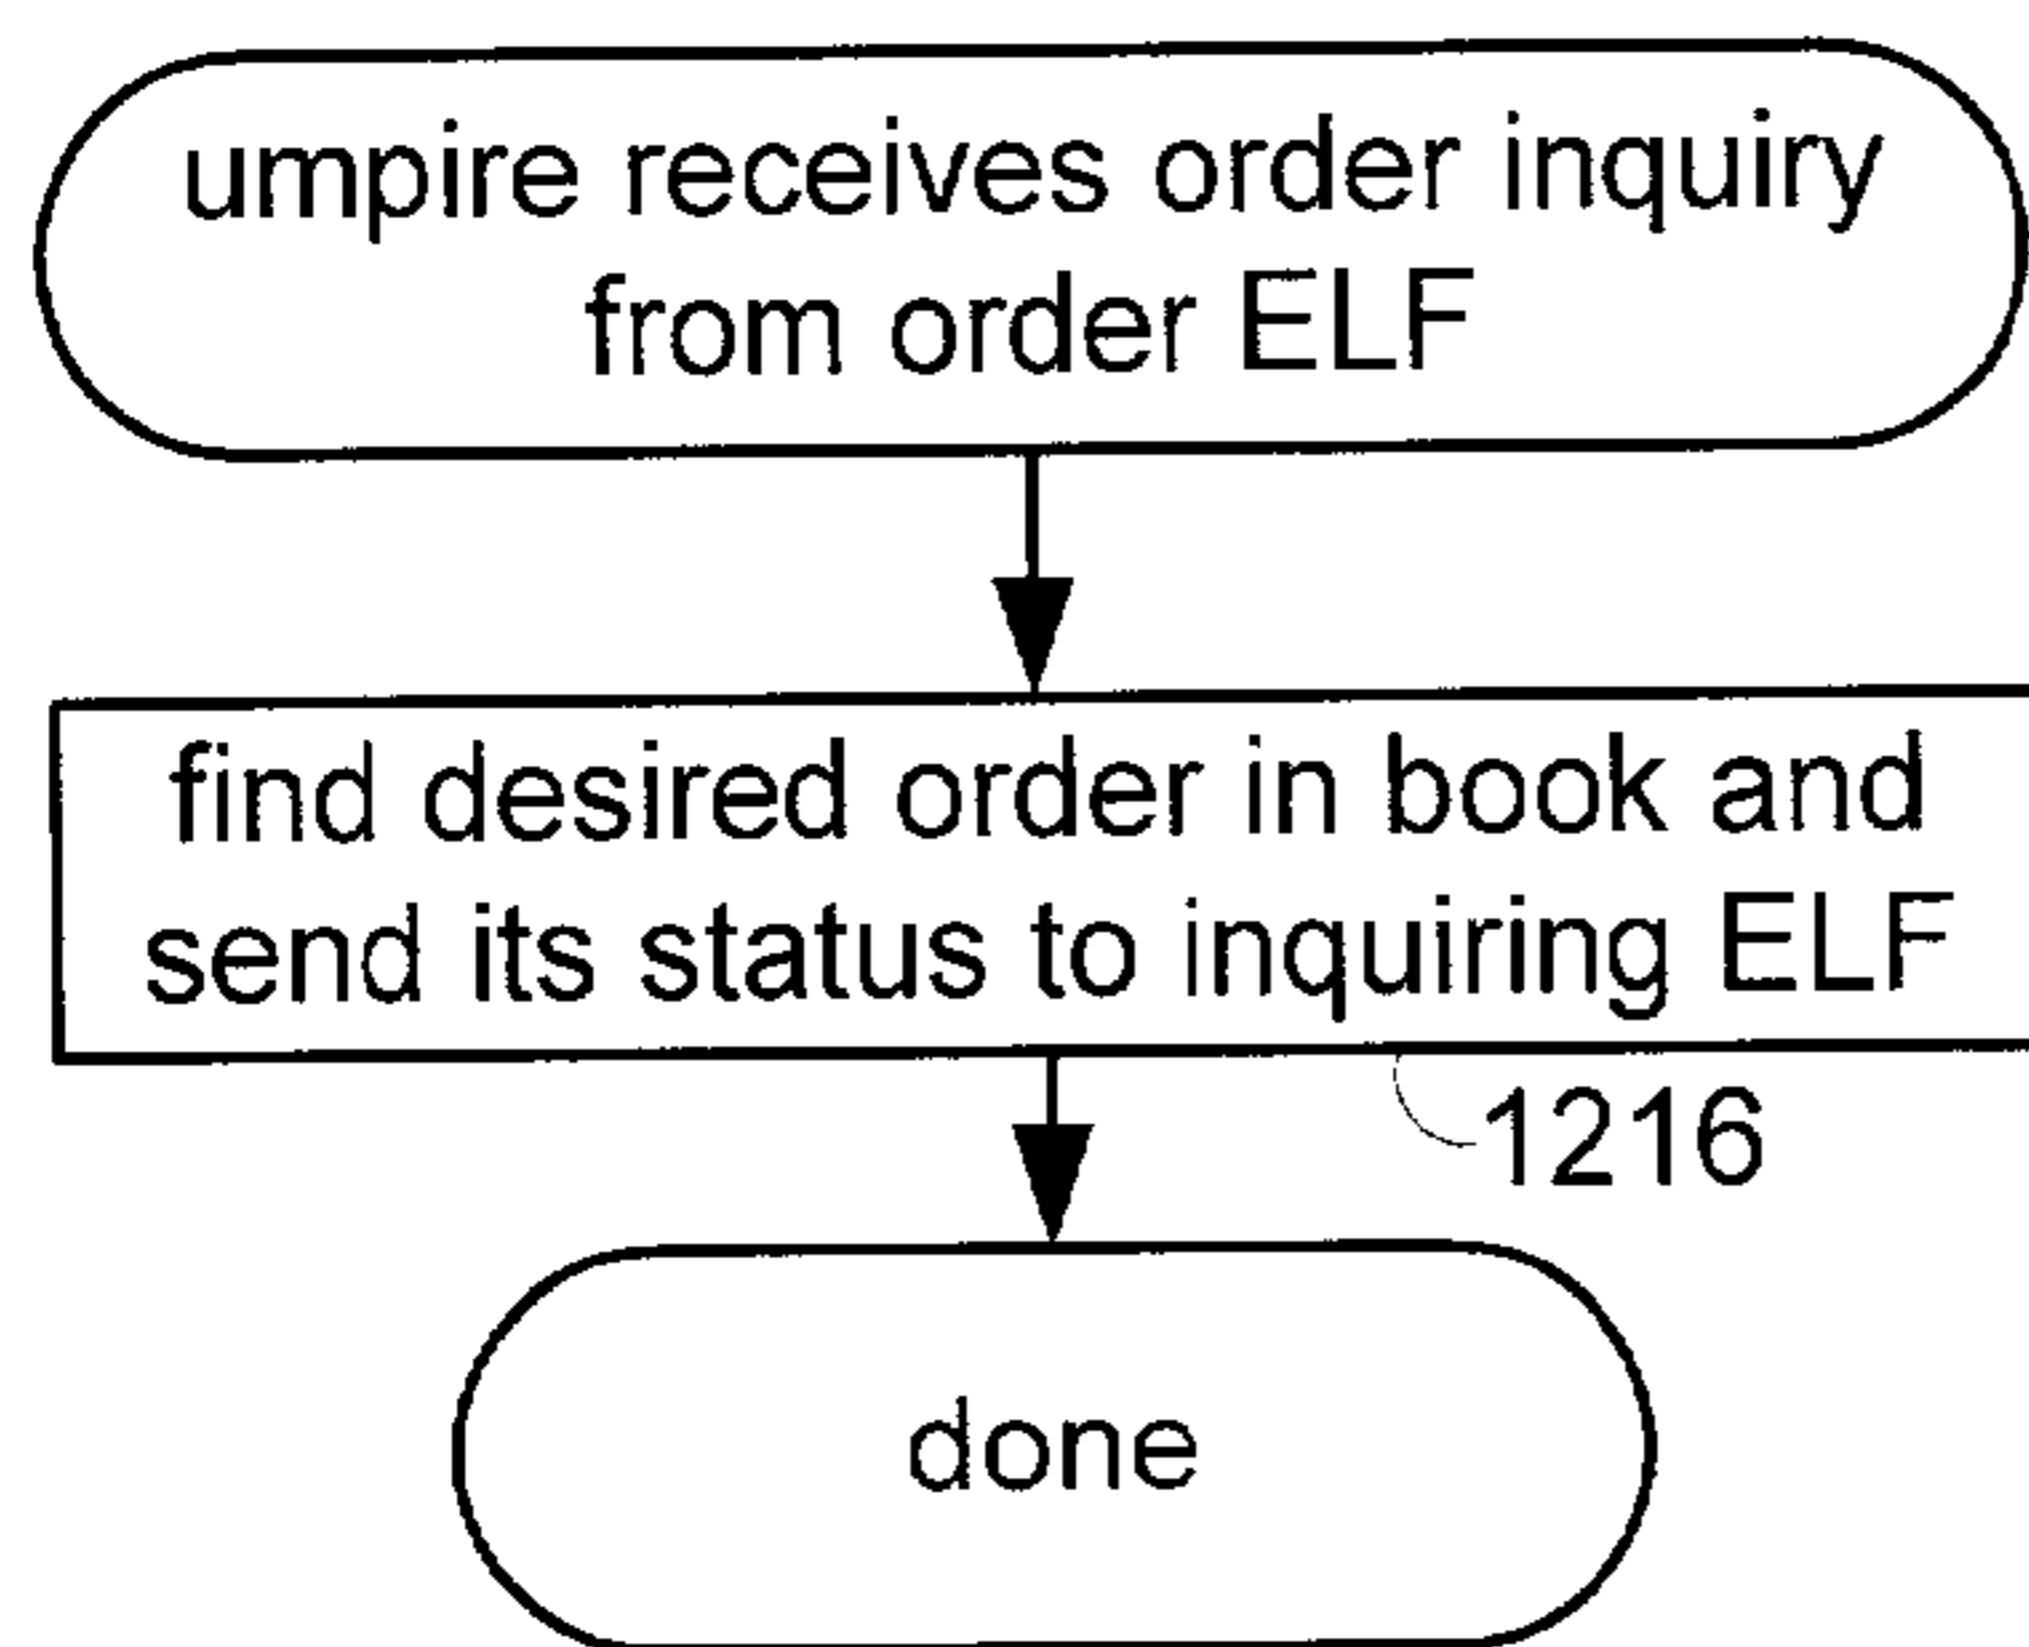 umpire receives order inquiry
from order ELF
find desired order in book and
send its status to inquiring ELF
1216
done